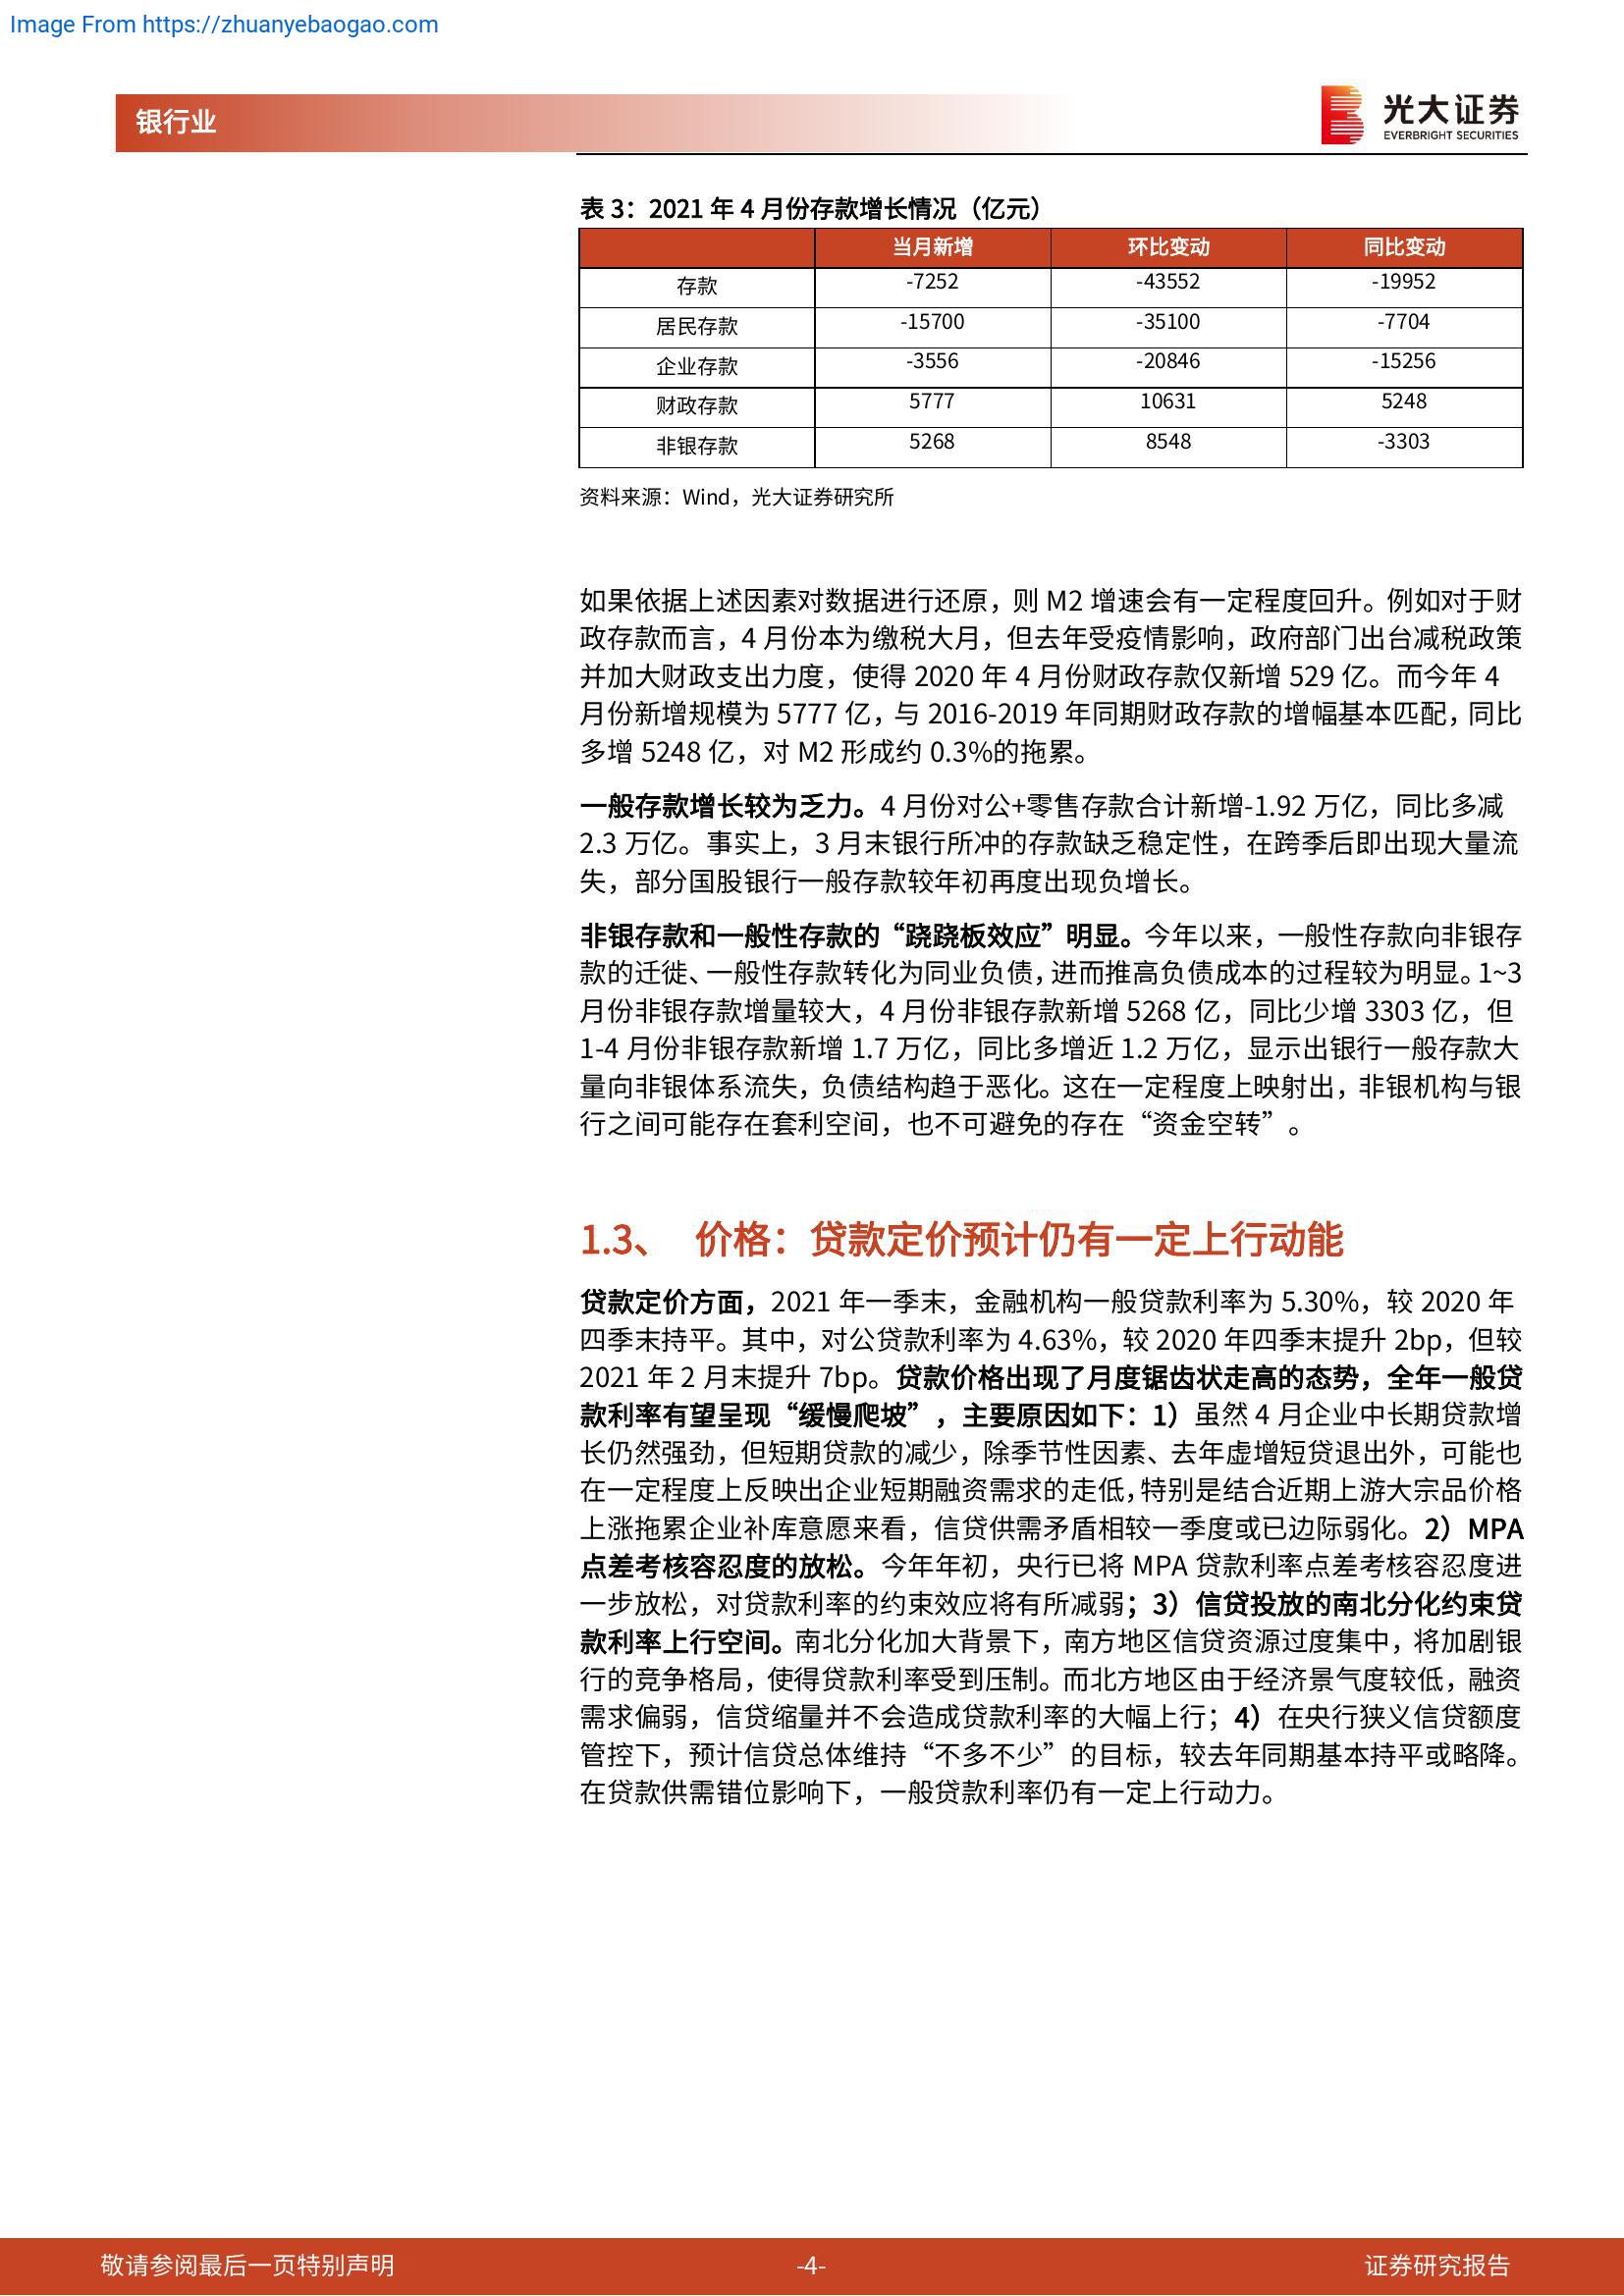 Image From https://zhuanyebaogao.com
银行业
光大证券
EVERBRIGHT SECURITIES
表 3：2021 年 4 月份存款增长情况（亿元）
当月新增 环比变动 同比变动
存款 -7252 -43552 -19952
居民存款 -15700 -35100 -7704
企业存款 -3556 -20846 -15256
财政存款 5777 10631 5248
非银存款 5268 8548 -3303
资料来源：Wind，光大证券研究所
如果依据上述因素对数据进行还原，则 M2 增速会有一定程度回升。例如对于财
政存款而言，4 月份本为缴税大月，但去年受疫情影响，政府部门出台减税政策
并加大财政支出力度，使得 2020 年 4 月份财政存款仅新增 529 亿。而今年 4
月份新增规模为 5777 亿，与 2016-2019 年同期财政存款的增幅基本匹配，同比
多增 5248 亿，对 M2 形成约 0.3%的拖累。
一般存款增长较为乏力。4 月份对公+零售存款合计新增-1.92 万亿，同比多减
2.3 万亿。事实上，3 月末银行所冲的存款缺乏稳定性，在跨季后即出现大量流
失，部分国股银行一般存款较年初再度出现负增长。
非银存款和一般性存款的“跷跷板效应”明显。今年以来，一般性存款向非银存
款的迁徙、一般性存款转化为同业负债，进而推高负债成本的过程较为明显。1~3
月份非银存款增量较大，4 月份非银存款新增 5268 亿，同比少增 3303 亿，但
1-4 月份非银存款新增 1.7 万亿，同比多增近 1.2 万亿，显示出银行一般存款大
量向非银体系流失，负债结构趋于恶化。这在一定程度上映射出，非银机构与银
行之间可能存在套利空间，也不可避免的存在“资金空转”。
1.3、 价格：贷款定价预计仍有一定上行动能
贷款定价方面，2021 年一季末，金融机构一般贷款利率为 5.30%，较 2020 年
四季末持平。其中，对公贷款利率为 4.63%，较 2020 年四季末提升 2bp，但较
2021 年 2 月末提升 7bp。贷款价格出现了月度锯齿状走高的态势，全年一般贷
款利率有望呈现“缓慢爬坡”，主要原因如下：1）虽然 4 月企业中长期贷款增
长仍然强劲，但短期贷款的减少，除季节性因素、去年虚增短贷退出外，可能也
在一定程度上反映出企业短期融资需求的走低，特别是结合近期上游大宗品价格
上涨拖累企业补库意愿来看，信贷供需矛盾相较一季度或已边际弱化。2）MPA
点差考核容忍度的放松。今年年初，央行已将 MPA 贷款利率点差考核容忍度进
一步放松，对贷款利率的约束效应将有所减弱；3）信贷投放的南北分化约束贷
款利率上行空间。南北分化加大背景下，南方地区信贷资源过度集中，将加剧银
行的竞争格局，使得贷款利率受到压制。而北方地区由于经济景气度较低，融资
需求偏弱，信贷缩量并不会造成贷款利率的大幅上行；4）在央行狭义信贷额度
管控下，预计信贷总体维持“不多不少”的目标，较去年同期基本持平或略降。
在贷款供需错位影响下，一般贷款利率仍有一定上行动力。
敬请参阅最后一页特别声明 -4- 证券研究报告